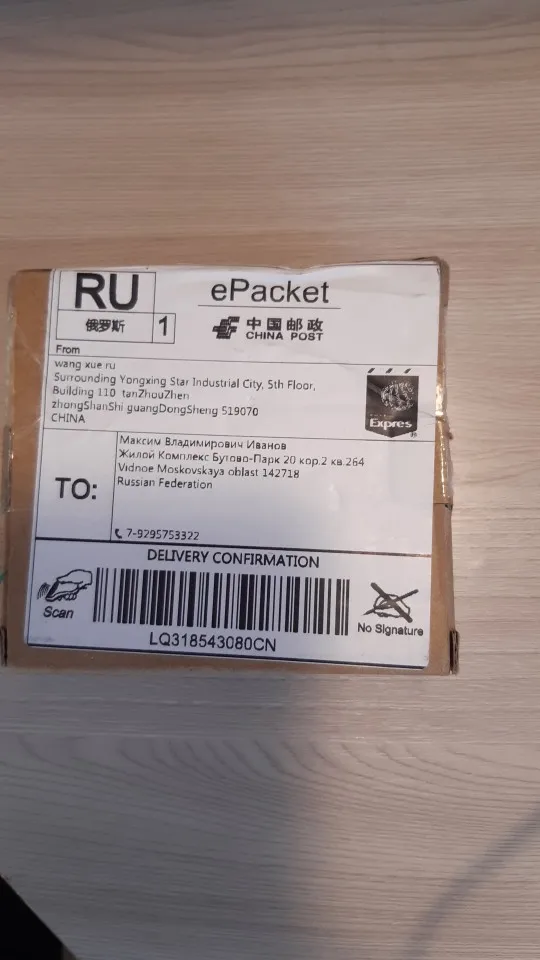 RU
ePacket
俄罗斯 1
中国邮政
CHINA POST
From
wang xue ru
Surrounding Yongxing Star Industrial City, 5th Floor,
Building 110 tanZhouZhen
zhongShanShi guangDongSheng 519070
CHINA
Expres
®
TO:
Максим Владимирович Иванов
Жилой Комплекс Бутово-Парк 20 кор.2 кв.264
Vidnoe Moskovskaya oblast 142718
Russian Federation
7-9295753322
DELIVERY CONFIRMATION
Scan
No Signature
LQ318543080CN